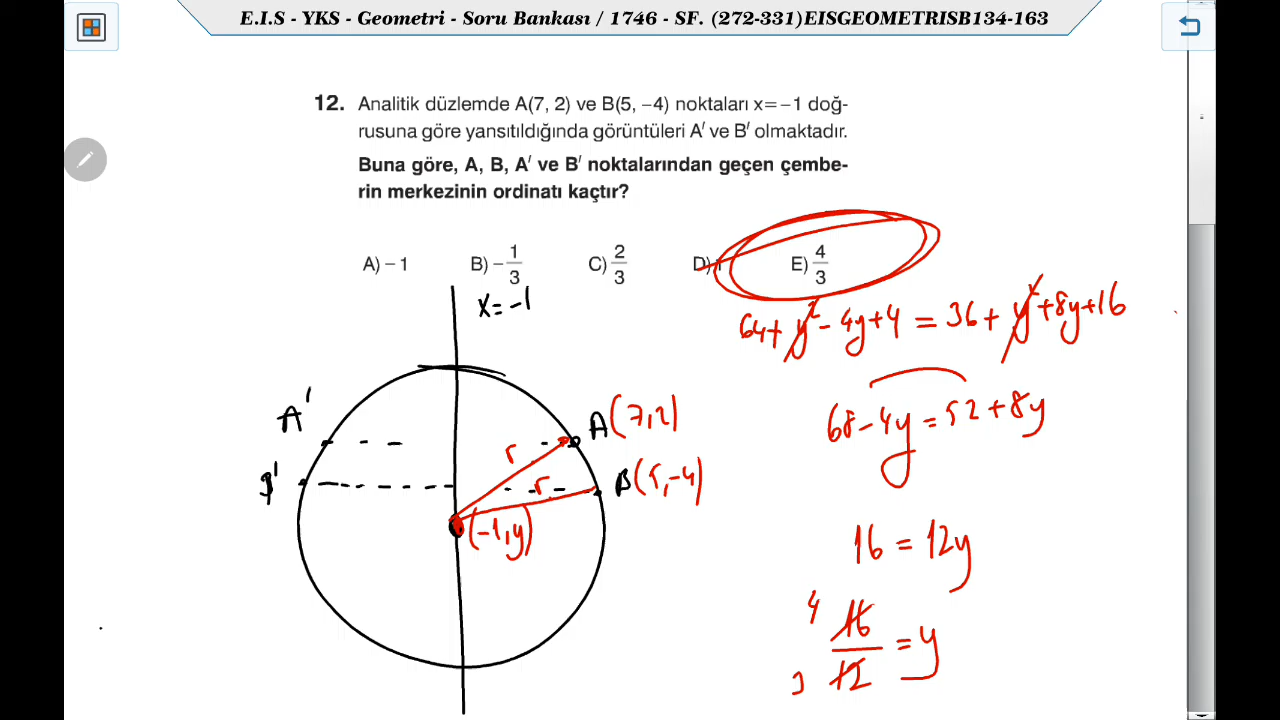 E.I.S - YKS - Geometri - Soru Bankası / 1746 - SF. (272-331)EISGEOMETRISB134-163
12. Analitik düzlemde A(7, 2) ve B(5, −4) noktaları x=−1 doğ-
rusuna göre yansıtıldığında görüntüleri A′ ve B′ olmaktadır.
Buna göre, A, B, A′ ve B′ noktalarından geçen çembe-
rin merkezinin ordinatı kaçtır?
A) −1 B) −1/3 C) 2/3 D) E) 4/3
x=-1
64+y²-4y+4=36+y²+8y+16
A'
A(7,2)
68-4y=52+8y
r
B'
r
B(5,-4)
(-1,y)
16=12y
4
16/12=y
3